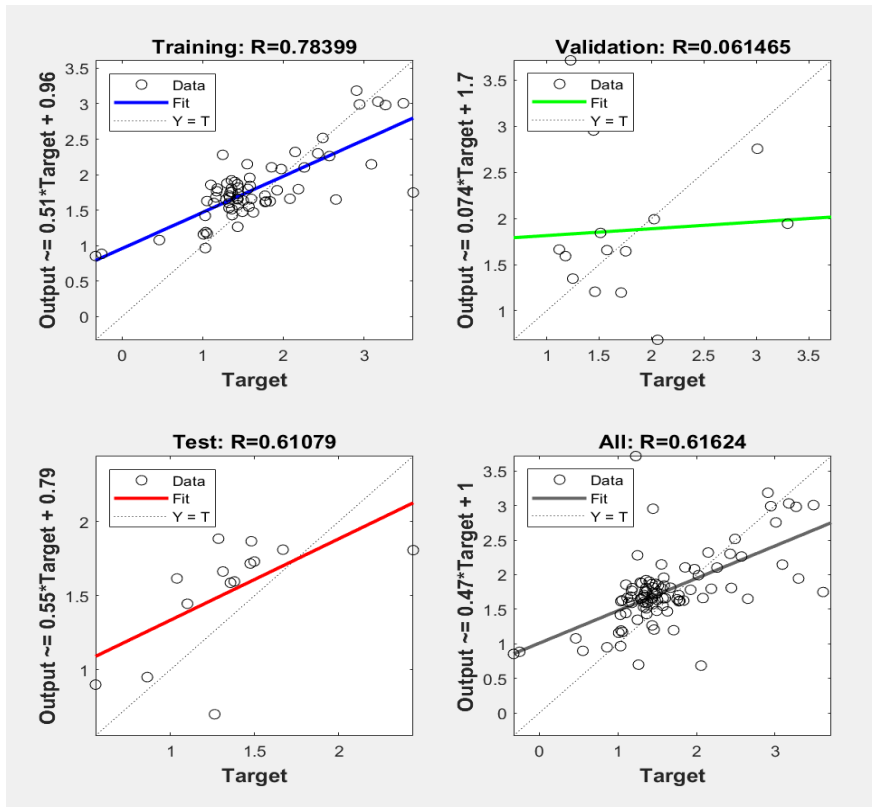 Training: R=0.78399
Output ~= 0.51*Target + 0.96
3.5
3
2.5
2
1.5
1
0.5
0
Data
Fit
Y = T
0
1
2
3
Target
Validation: R=0.061465
Output ~= 0.074*Target + 1.7
3.5
3
2.5
2
1.5
1
Data
Fit
Y = T
1
1.5
2
2.5
3
3.5
Target
Test: R=0.61079
Output ~= 0.55*Target + 0.79
2
1.5
1
Data
Fit
Y = T
1
1.5
2
Target
All: R=0.61624
Output ~= 0.47*Target + 1
3.5
3
2.5
2
1.5
1
0.5
0
Data
Fit
Y = T
0
1
2
3
Target